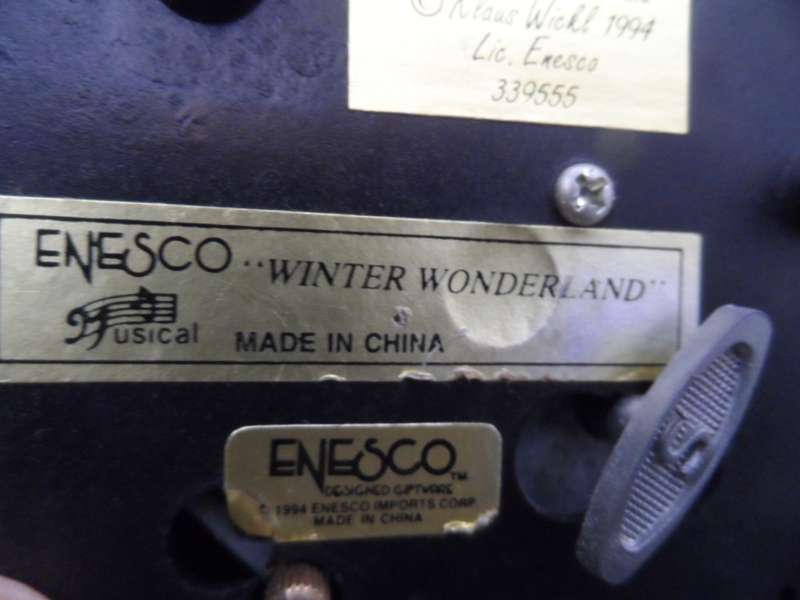 © Klaus Wickl 1994
Lic. Enesco
339555
ENESCO "WINTER WONDERLAND"
Musical MADE IN CHINA
ENESCO TM
DESIGNED GIFTWARE
© 1994 ENESCO IMPORTS CORP.
MADE IN CHINA